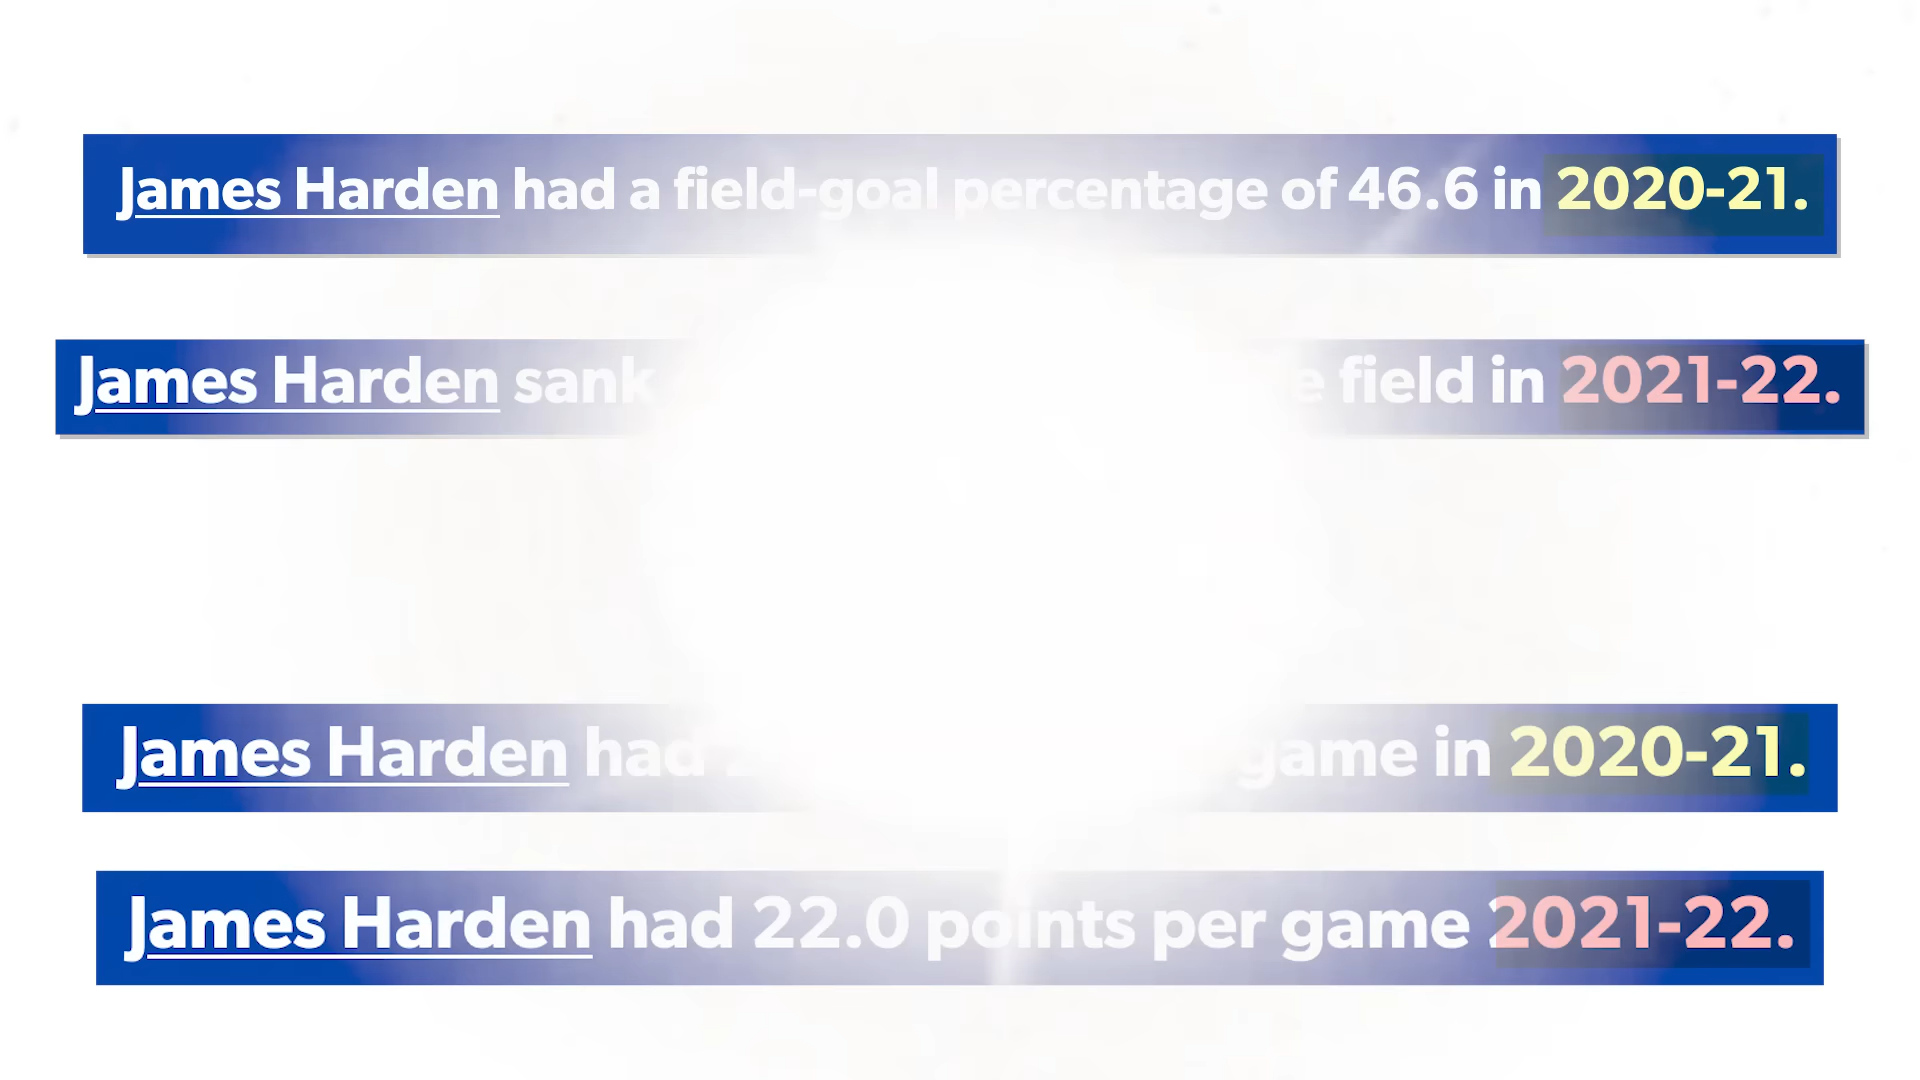 James Harden had a field-goal percentage of 46.6 in 2020-21.
James Harden sank field in 2021-22.
James Harden had game in 2020-21.
James Harden had 22.0 points per game 2021-22.